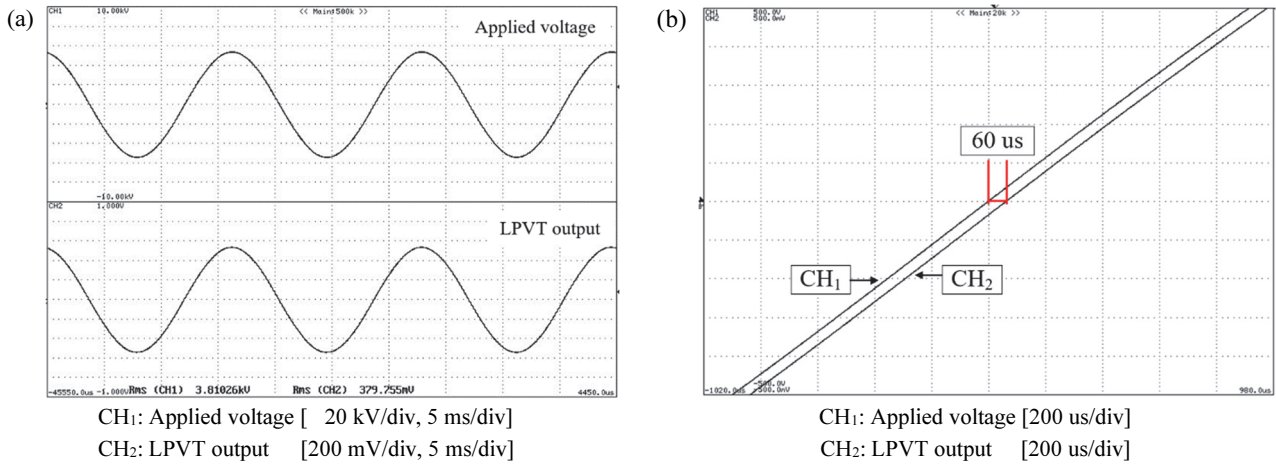 (a)
CH1 10.00kV
<< Main:500k >>
Applied voltage
-10.00kV
CH2 1.000V
LPVT output
-45550.0us -1.000V Rms (CH1) 3.81026kV Rms (CH2) 379.755mV 4450.0us
CH1: Applied voltage [ 20 kV/div, 5 ms/div]
CH2: LPVT output [200 mV/div, 5 ms/div]
(b)
CH1 500.0V
CH2 500.0mV
<< Main:20k >>
60 us
CH1
CH2
-500.0V
-1020.0us -500.0mV 980.0us
CH1: Applied voltage [200 us/div]
CH2: LPVT output [200 us/div]